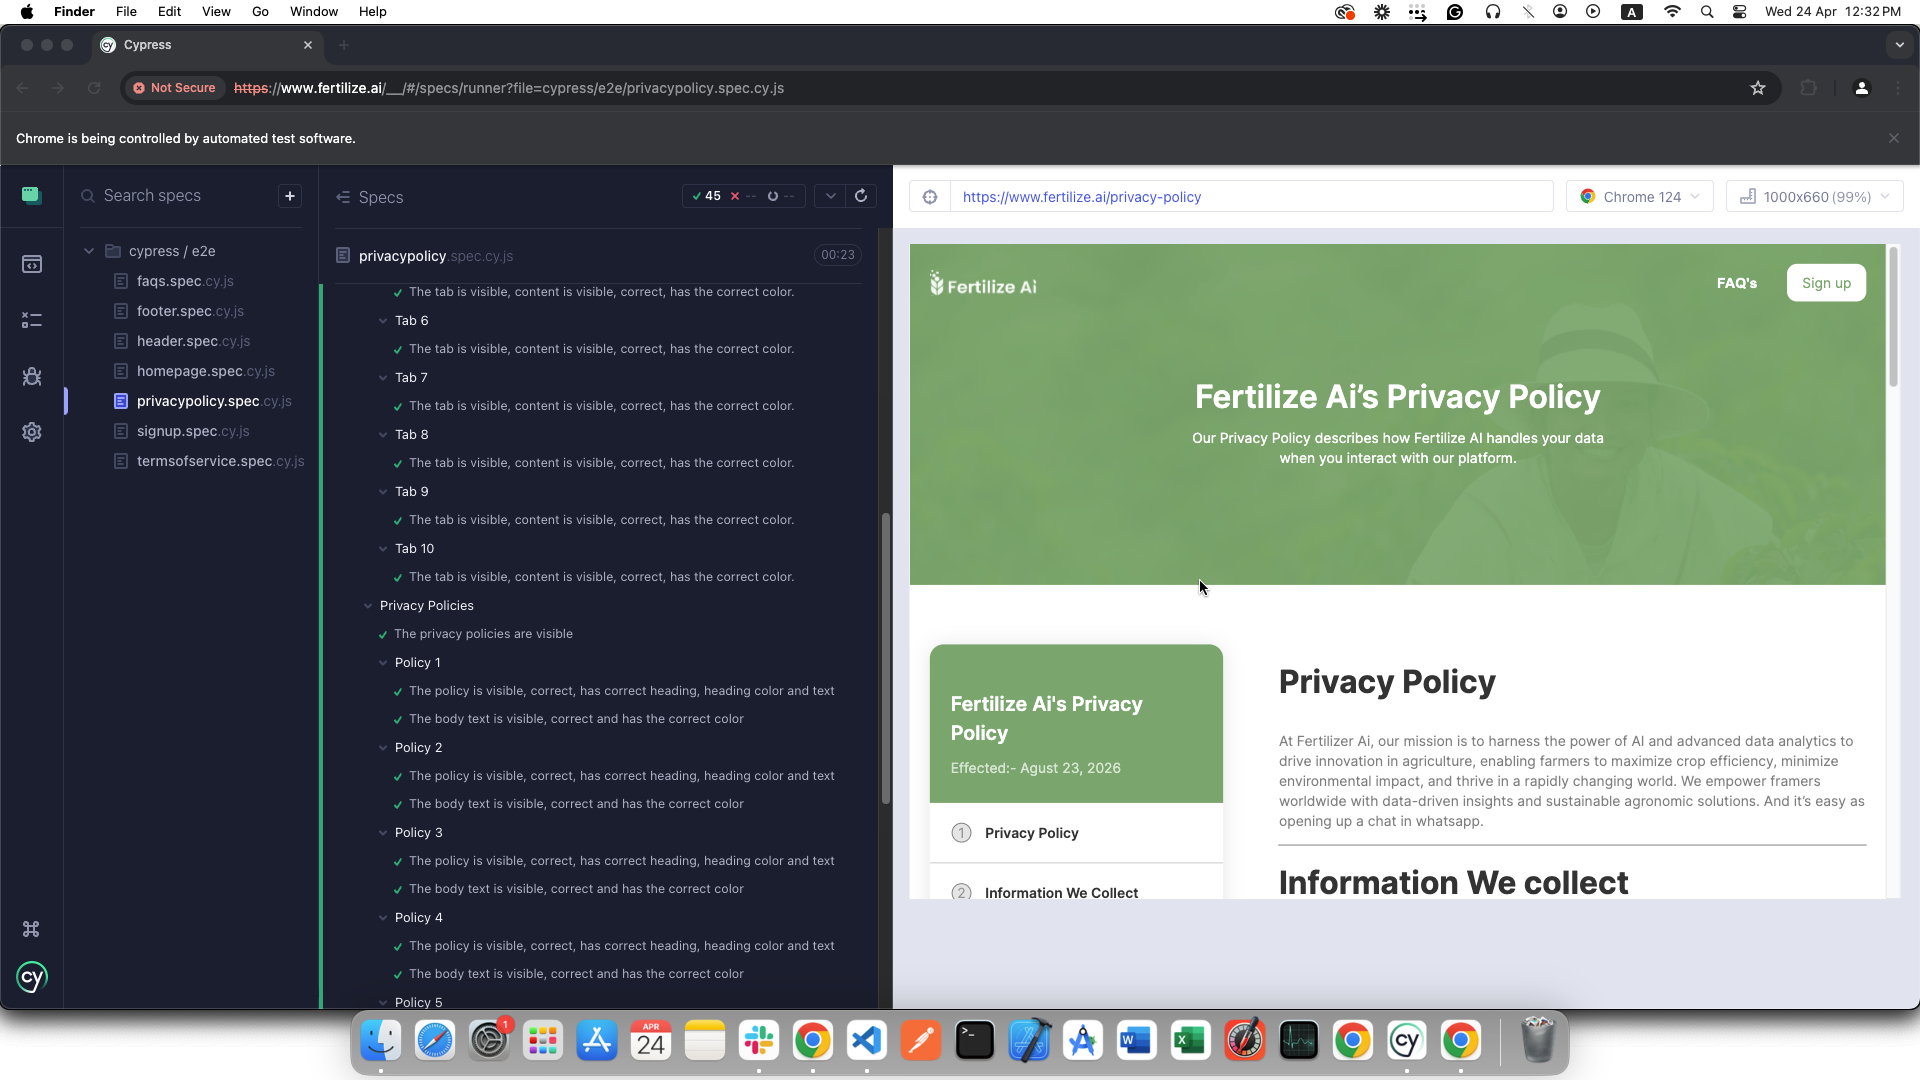 Finder File Edit View Go Window Help
A Wed 24 Apr 12:32 PM
cy Cypress
Not Secure https://www.fertilize.ai/__/#/specs/runner?file=cypress/e2e/privacypolicy.spec.cy.js
Chrome is being controlled by automated test software.
Search specs
+
cypress / e2e
faqs.spec.cy.js
footer.spec.cy.js
header.spec.cy.js
homepage.spec.cy.js
privacypolicy.spec.cy.js
signup.spec.cy.js
termsofservice.spec.cy.js
cy
Specs
45 -- --
privacypolicy.spec.cy.js 00:23
The tab is visible, content is visible, correct, has the correct color.
Tab 6
The tab is visible, content is visible, correct, has the correct color.
Tab 7
The tab is visible, content is visible, correct, has the correct color.
Tab 8
The tab is visible, content is visible, correct, has the correct color.
Tab 9
The tab is visible, content is visible, correct, has the correct color.
Tab 10
The tab is visible, content is visible, correct, has the correct color.
Privacy Policies
The privacy policies are visible
Policy 1
The policy is visible, correct, has correct heading, heading color and text
The body text is visible, correct and has the correct color
Policy 2
The policy is visible, correct, has correct heading, heading color and text
The body text is visible, correct and has the correct color
Policy 3
The policy is visible, correct, has correct heading, heading color and text
The body text is visible, correct and has the correct color
Policy 4
The policy is visible, correct, has correct heading, heading color and text
The body text is visible, correct and has the correct color
Policy 5
https://www.fertilize.ai/privacy-policy
Chrome 124
1000x660 (99%)
Fertilize Ai
FAQ's
Sign up
Fertilize Ai’s Privacy Policy
Our Privacy Policy describes how Fertilize AI handles your data
when you interact with our platform.
Fertilize Ai's Privacy
Policy
Effected:- Agust 23, 2026
1 Privacy Policy
2 Information We Collect
Privacy Policy
At Fertilizer Ai, our mission is to harness the power of AI and advanced data analytics to
drive innovation in agriculture, enabling farmers to maximize crop efficiency, minimize
environmental impact, and thrive in a rapidly changing world. We empower framers
worldwide with data-driven insights and sustainable agronomic solutions. And it’s easy as
opening up a chat in whatsapp.
Information We collect
1
APR
24
W
X
cy